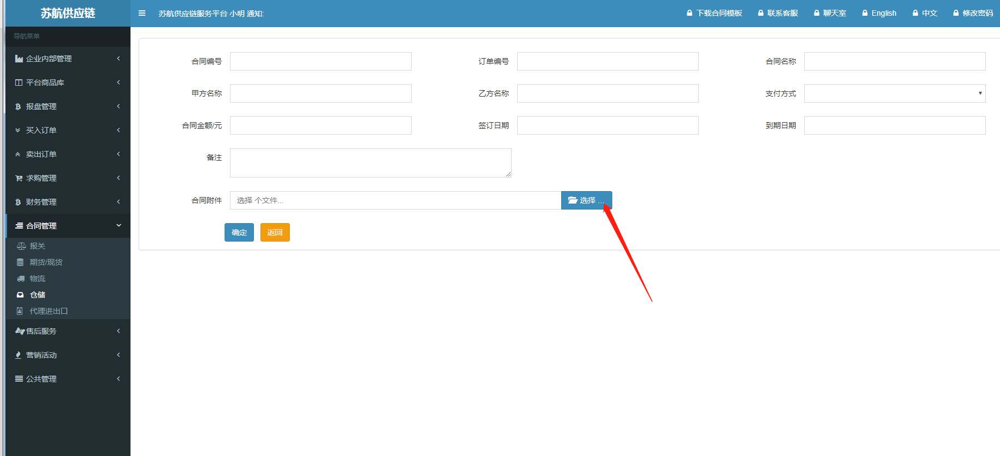 苏航供应链
苏航供应链服务平台 小明 通知:
下载合同模板
联系客服
聊天室
English
中文
修改密码
导航菜单
企业内部管理
平台商品库
报盘管理
买入订单
卖出订单
求购管理
财务管理
合同管理
报关
期货/现货
物流
仓储
代理进出口
售后服务
营销活动
公共管理
合同编号
订单编号
合同名称
甲方名称
乙方名称
支付方式
合同金额/元
签订日期
到期日期
备注
合同附件
选择 个文件...
选择 ...
确定
返回